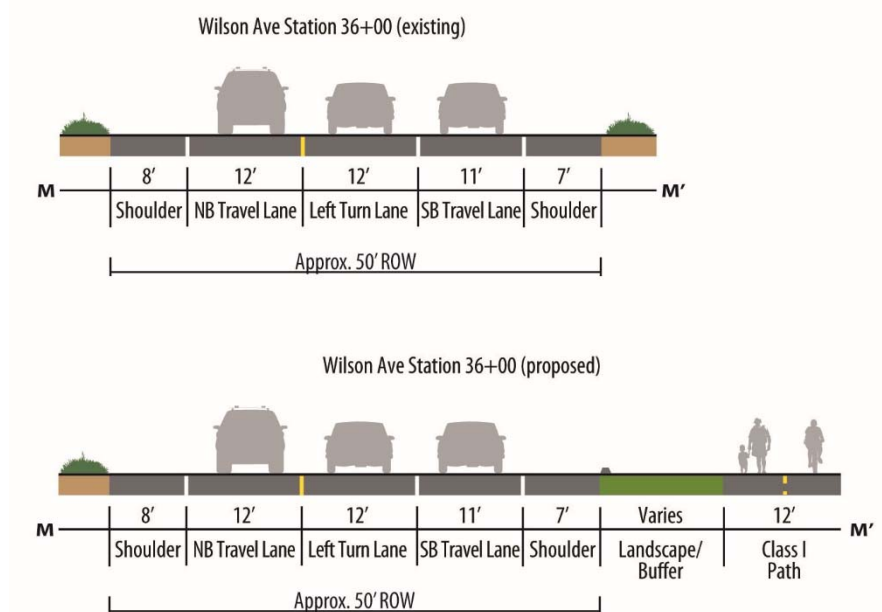 Wilson Ave Station 36+00 (existing)
8’ 12’ 12’ 11’ 7’
M M’
Shoulder NB Travel Lane Left Turn Lane SB Travel Lane Shoulder
Approx. 50’ ROW
Wilson Ave Station 36+00 (proposed)
8’ 12’ 12’ 11’ 7’ Varies 12’
M M’
Shoulder NB Travel Lane Left Turn Lane SB Travel Lane Shoulder Landscape/ Class I
Buffer Path
Approx. 50’ ROW